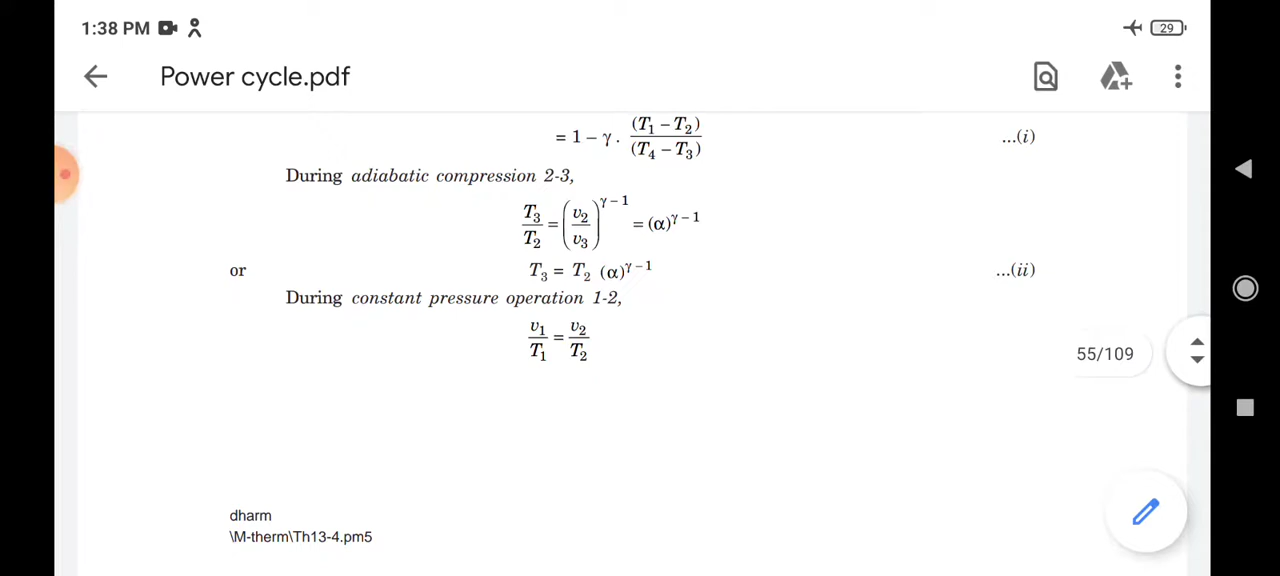 1:38 PM 29
Power cycle.pdf
= 1 – γ . (T₁ – T₂) / (T₄ – T₃) ...(i)
During adiabatic compression 2-3,
T₃/T₂ = (v₂/v₃)^(γ – 1) = (α)^(γ – 1)
or T₃ = T₂ (α)^(γ – 1) ...(ii)
During constant pressure operation 1-2,
v₁/T₁ = v₂/T₂
55/109
dharm
\M-therm\Th13-4.pm5